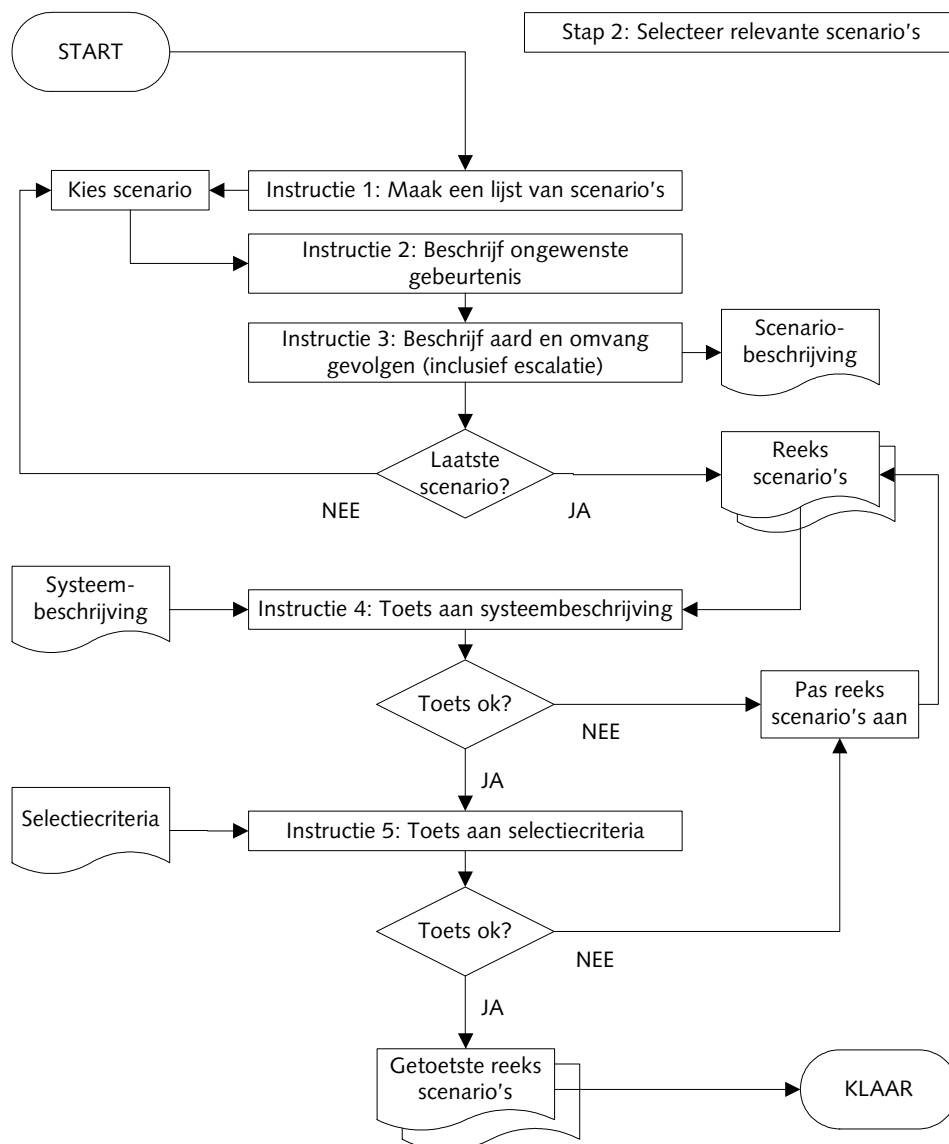 START
Stap 2: Selecteer relevante scenario's
Kies scenario
Instructie 1: Maak een lijst van scenario's
Instructie 2: Beschrijf ongewenste
gebeurtenis
Instructie 3: Beschrijf aard en omvang
gevolgen (inclusief escalatie)
Scenario-
beschrijving
Laatste
scenario?
NEE
JA
Reeks
scenario's
Systeem-
beschrijving
Instructie 4: Toets aan systeembeschrijving
Toets ok?
NEE
Pas reeks
scenario's aan
JA
Selectiecriteria
Instructie 5: Toets aan selectiecriteria
Toets ok?
NEE
JA
Getoetste reeks
scenario's
KLAAR